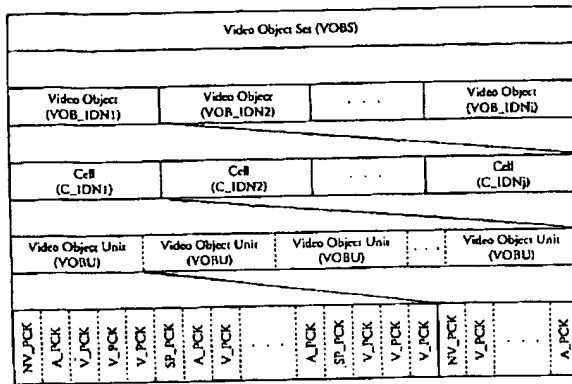 Video Object Set (VOBS)
Video Object
(VOB_IDN1)
Video Object
(VOB_IDN2)
. . .
Video Object
(VOB_IDNi)
Cell
(C_IDN1)
Cell
(C_IDN2)
. . .
Cell
(C_IDNj)
Video Object Unit
(VOBU)
Video Object Unit
(VOBU)
Video Object Unit
(VOBU)
. . .
Video Object Unit
(VOBU)
NV_PCK
A_PCK
V_PCK
V_PCK
V_PCK
SP_PCK
A_PCK
V_PCK
. . . .
A_PCK
SP_PCK
V_PCK
V_PCK
V_PCK
NV_PCK
V_PCK
. . . .
A_PCK